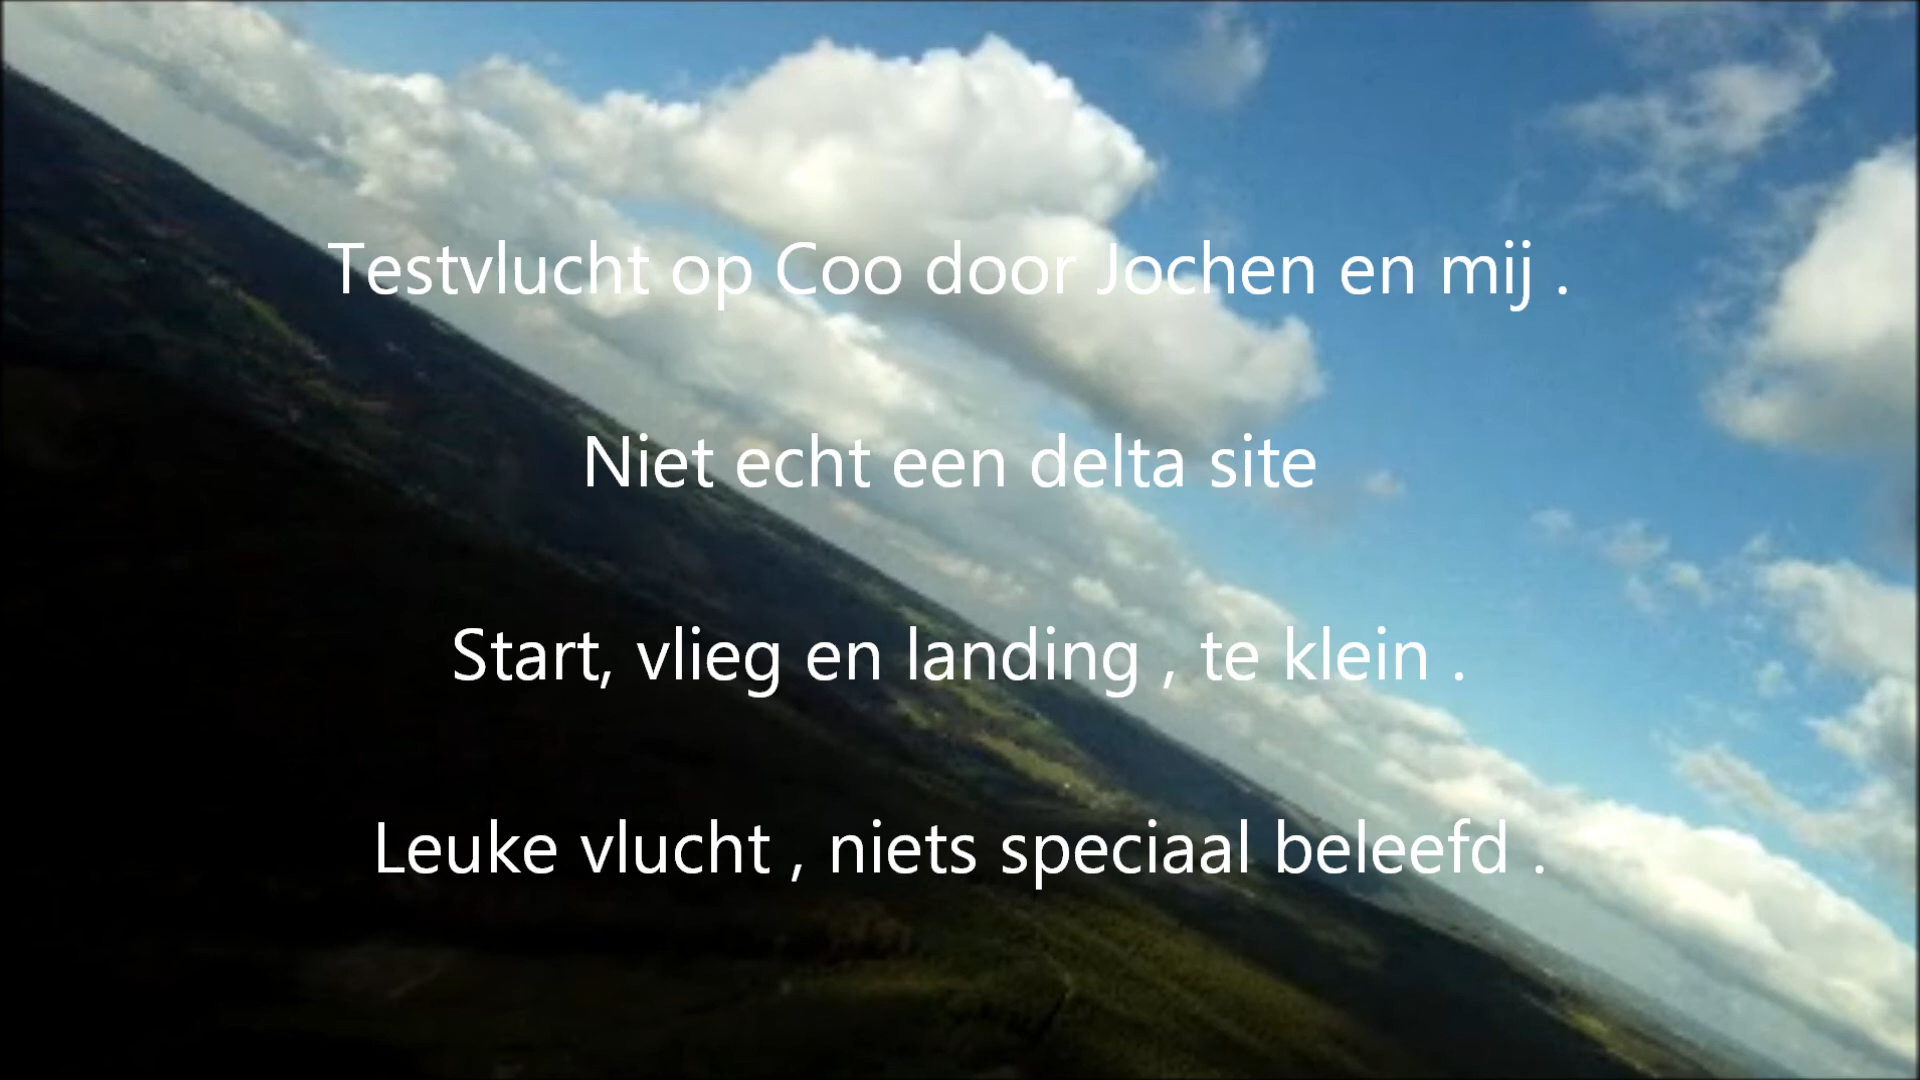 Testvlucht op Coo door Jochen en mij .
Niet echt een delta site
Start, vlieg en landing , te klein .
Leuke vlucht , niets speciaal beleefd .